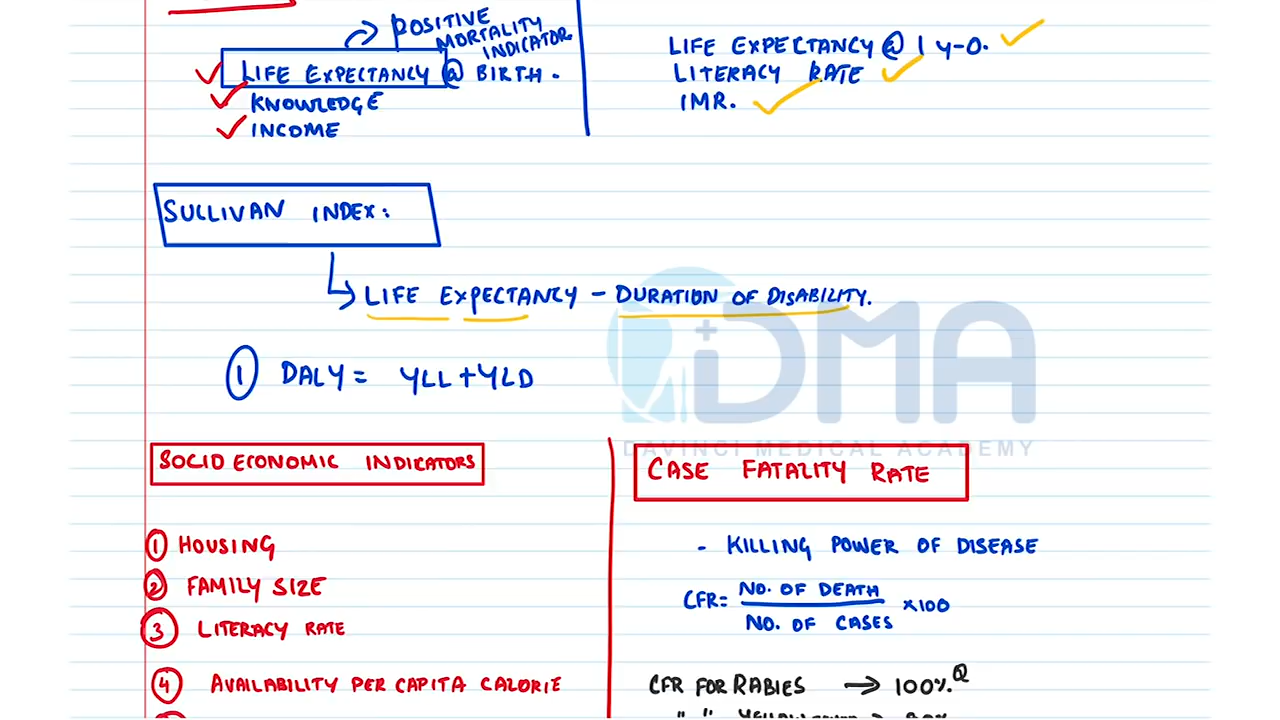 POSITIVE
MORTALITY
INDICATOR
LIFE EXPECTANCY @ BIRTH.
KNOWLEDGE
INCOME
LIFE EXPECTANCY @ 1 Y-O.
LITERACY RATE
IMR.
SULLIVAN INDEX:
LIFE EXPECTANCY - DURATION OF DISABILITY.
① DALY = YLL + YLD
DMA
DAVINCI MEDICAL ACADEMY
SOCIO ECONOMIC INDICATORS
① HOUSING
② FAMILY SIZE
③ LITERACY RATE
④ AVAILABILITY PER CAPITA CALORIE
CASE FATALITY RATE
- KILLING POWER OF DISEASE
CFR = NO. OF DEATH
NO. OF CASES ×100
CFR FOR RABIES → 100%.Q